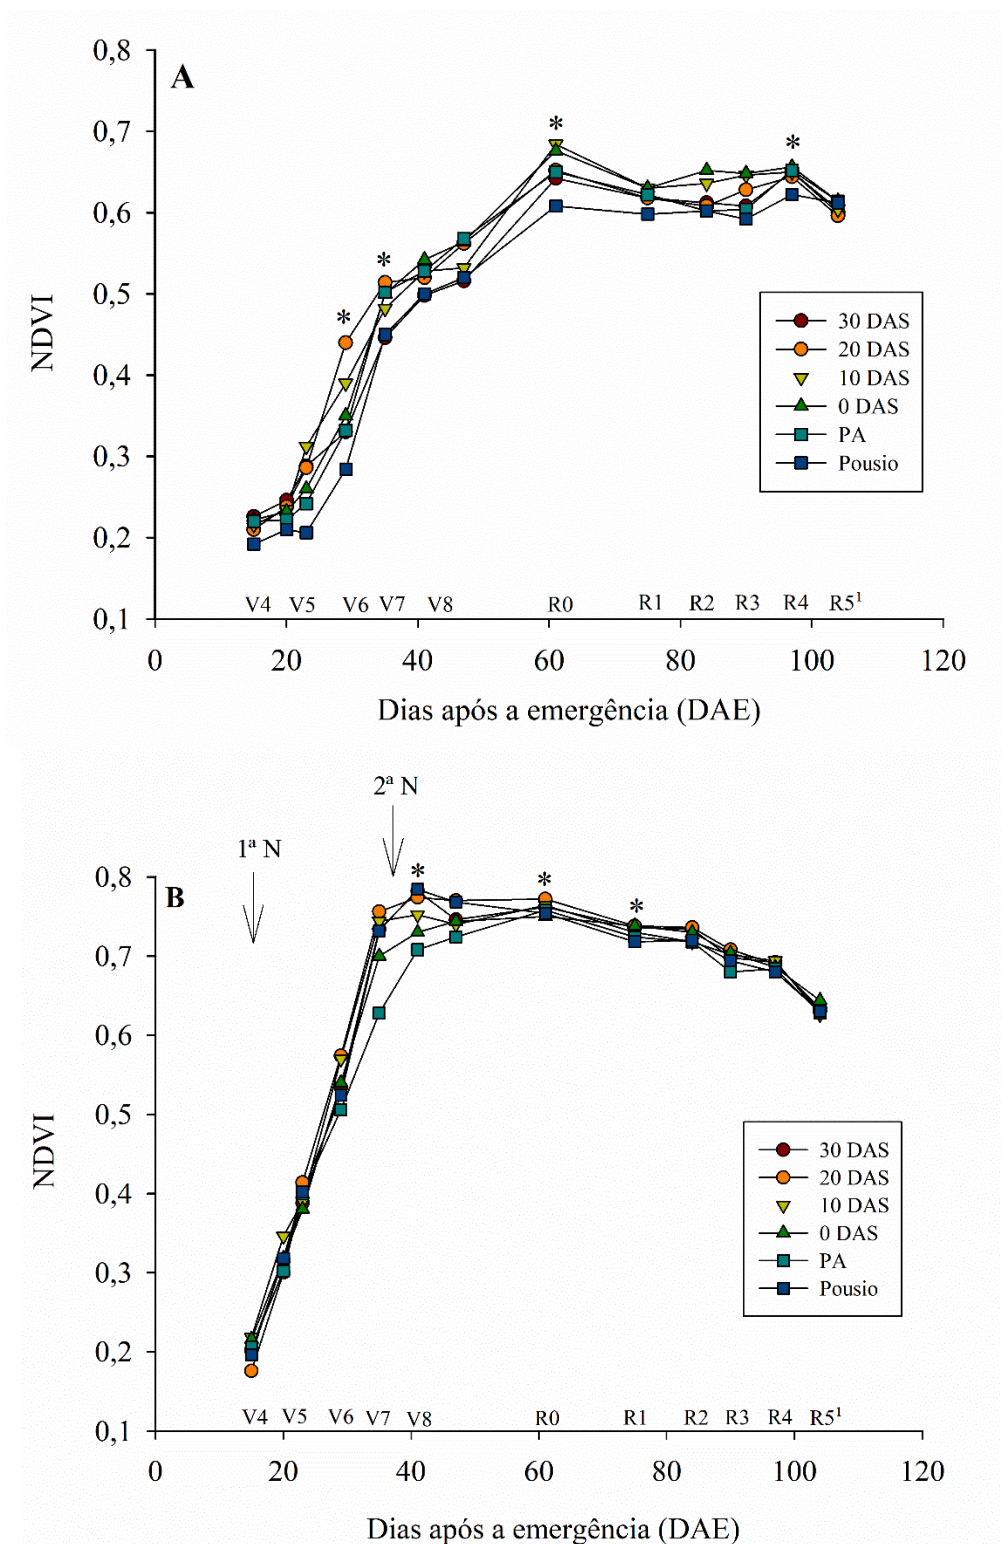 A
0,8
0,7
0,6
0,5
0,4
0,3
0,2
0,1
NDVI
* * * *
30 DAS
20 DAS
10 DAS
0 DAS
PA
Pousio
V4 V5 V6 V7 V8 R0 R1 R2 R3 R4 R5¹
0 20 40 60 80 100 120
Dias após a emergência (DAE)
2ª N
1ª N
B
0,8
0,7
0,6
0,5
0,4
0,3
0,2
0,1
NDVI
* * *
30 DAS
20 DAS
10 DAS
0 DAS
PA
Pousio
V4 V5 V6 V7 V8 R0 R1 R2 R3 R4 R5¹
0 20 40 60 80 100 120
Dias após a emergência (DAE)